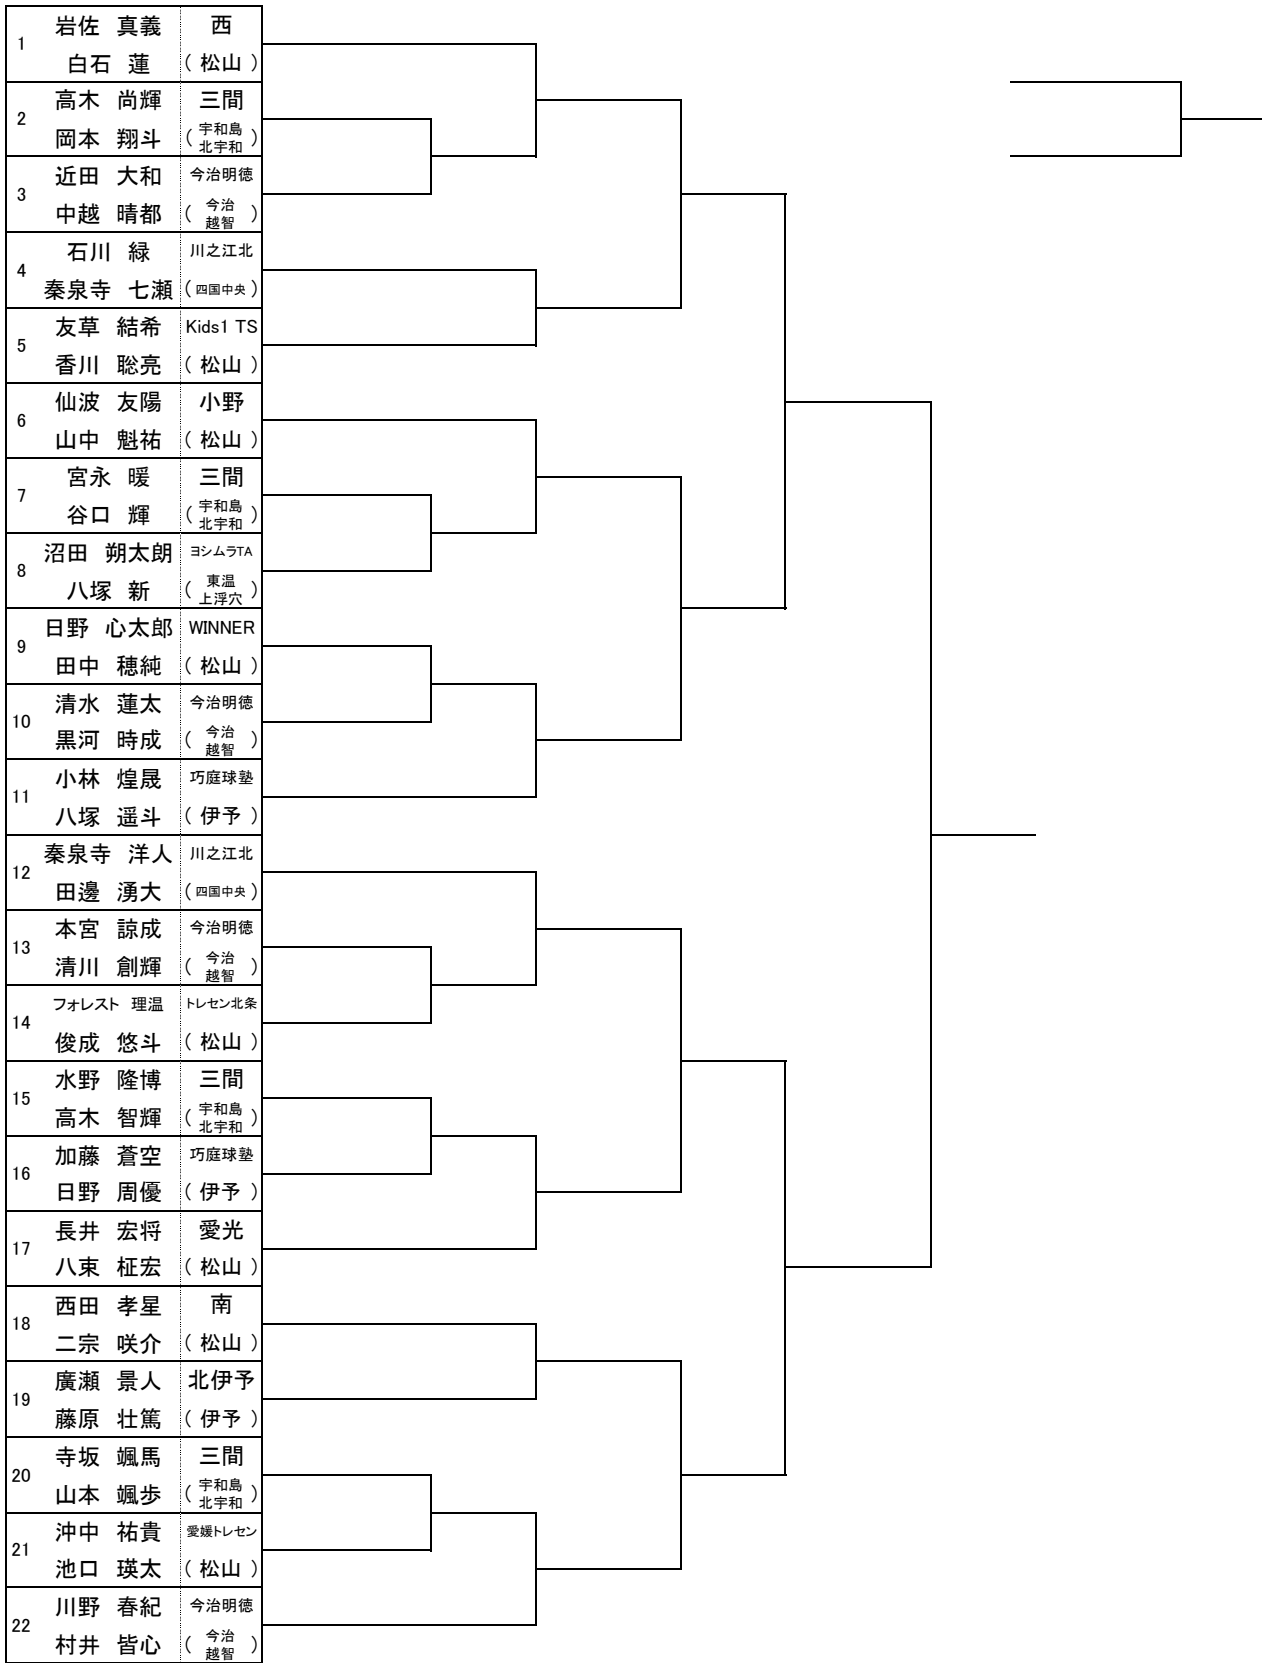 岩佐 真義 西
1
白石 蓮 ( 松山 )
高木 尚輝 三間
2
岡本 翔斗 ( 宇和島 北宇和 )
近田 大和 今治明徳
3
中越 晴都 ( 今治 越智 )
石川 緑 川之江北
4
秦泉寺 七瀬 ( 四国中央 )
友草 結希 Kids1 TS
5
香川 聡亮 ( 松山 )
仙波 友陽 小野
6
山中 魁祐 ( 松山 )
宮永 暖 三間
7
谷口 輝 ( 宇和島 北宇和 )
沼田 朔太朗 ヨシムラTA
8
八塚 新 ( 東温 上浮穴 )
日野 心太郎 WINNER
9
田中 穂純 ( 松山 )
清水 蓮太 今治明徳
10
黒河 時成 ( 今治 越智 )
小林 煌晟 巧庭球塾
11
八塚 遥斗 ( 伊予 )
秦泉寺 洋人 川之江北
12
田邊 湧大 ( 四国中央 )
本宮 諒成 今治明徳
13
清川 創輝 ( 今治 越智 )
フォレスト 理温 トレセン北条
14
俊成 悠斗 ( 松山 )
水野 隆博 三間
15
高木 智輝 ( 宇和島 北宇和 )
加藤 蒼空 巧庭球塾
16
日野 周優 ( 伊予 )
長井 宏将 愛光
17
八束 柾宏 ( 松山 )
西田 孝星 南
18
二宗 咲介 ( 松山 )
廣瀬 景人 北伊予
19
藤原 壮篤 ( 伊予 )
寺坂 颯馬 三間
20
山本 颯歩 ( 宇和島 北宇和 )
沖中 祐貴 愛媛トレセン
21
池口 瑛太 ( 松山 )
川野 春紀 今治明徳
22
村井 皆心 ( 今治 越智 )